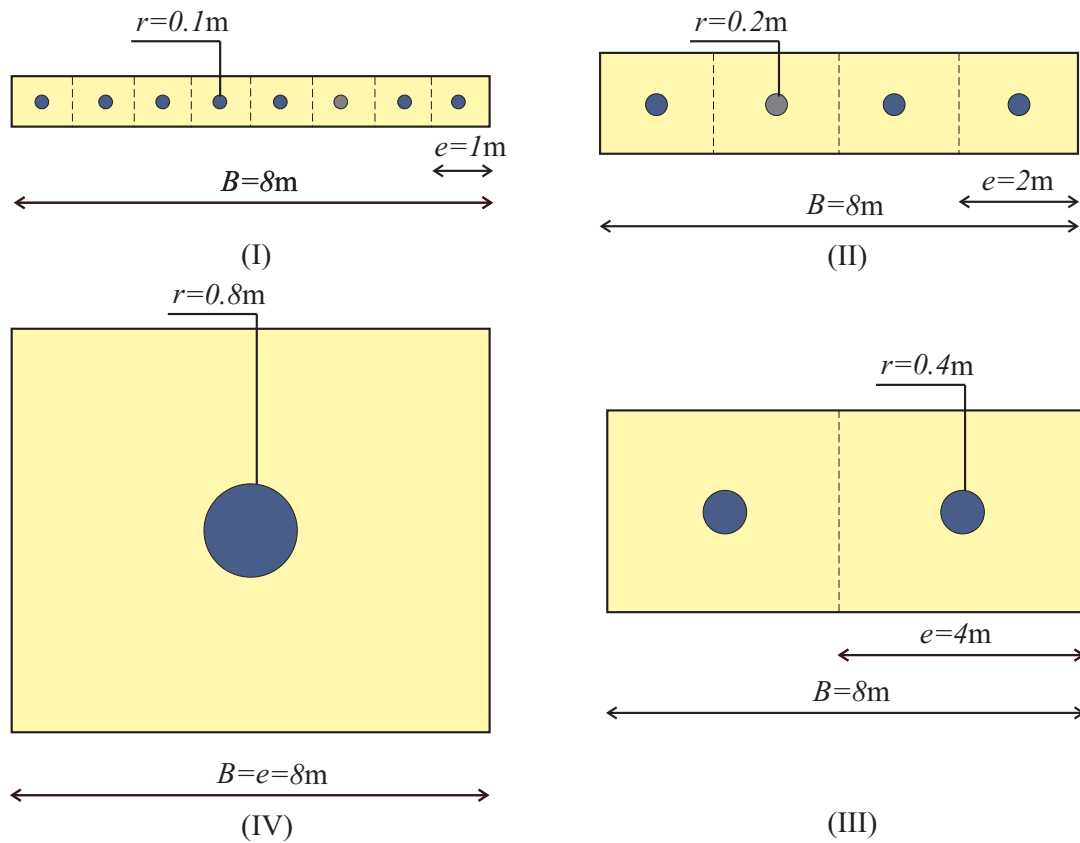 r=0.1m
e=1m
B=8m
(I)
r=0.2m
e=2m
B=8m
(II)
r=0.8m
B=e=8m
(IV)
r=0.4m
e=4m
B=8m
(III)